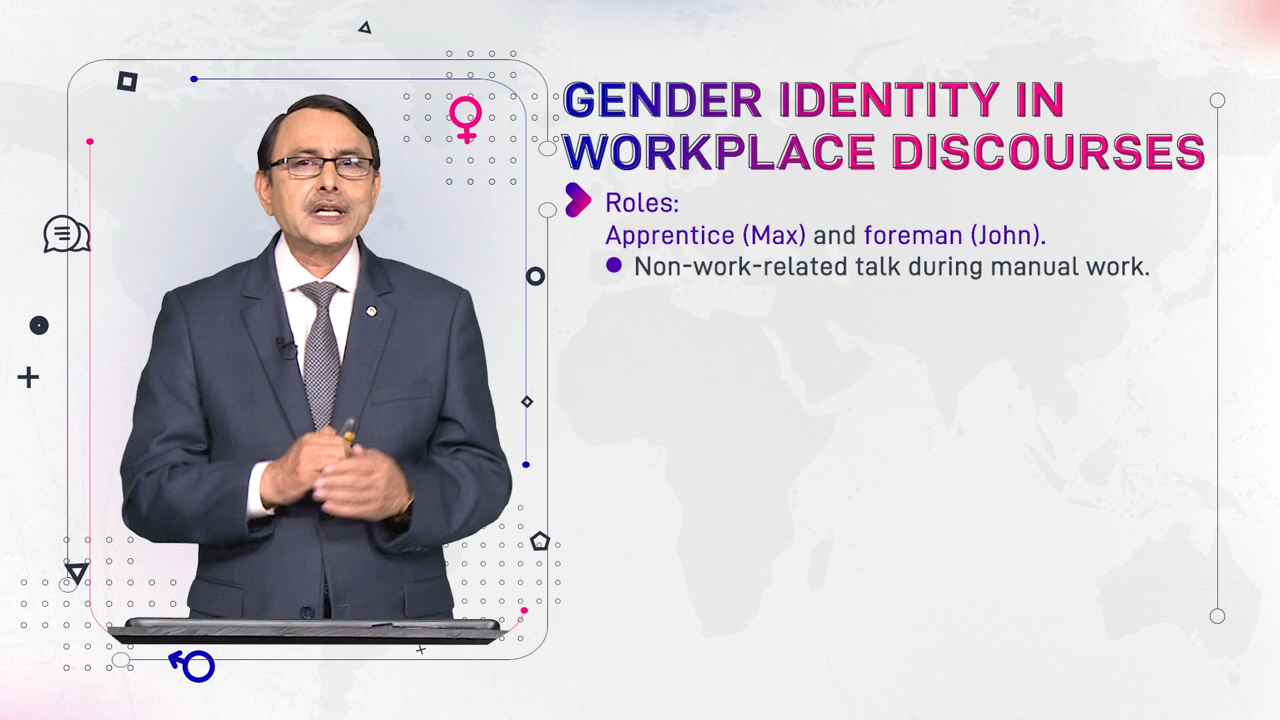 GENDER IDENTITY IN
WORKPLACE DISCOURSES
Roles:
Apprentice (Max) and foreman (John).
Non-work-related talk during manual work.